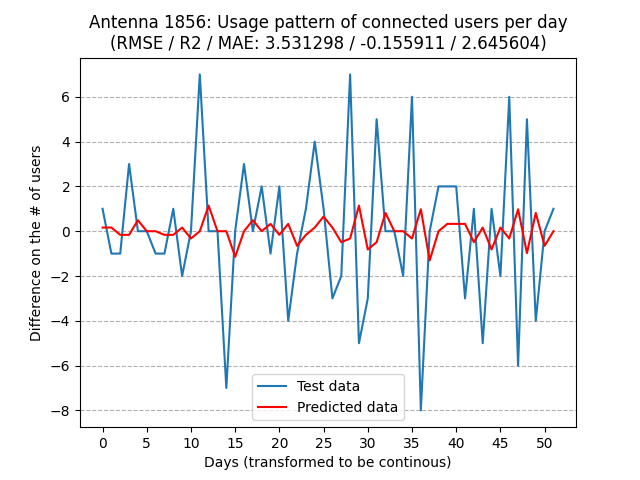 Antenna 1856: Usage pattern of connected users per day
(RMSE / R2 / MAE: 3.531298 / -0.155911 / 2.645604)
Difference on the # of users
6
4
2
0
−2
−4
−6
−8
Test data
Predicted data
0 5 10 15 20 25 30 35 40 45 50
Days (transformed to be continous)